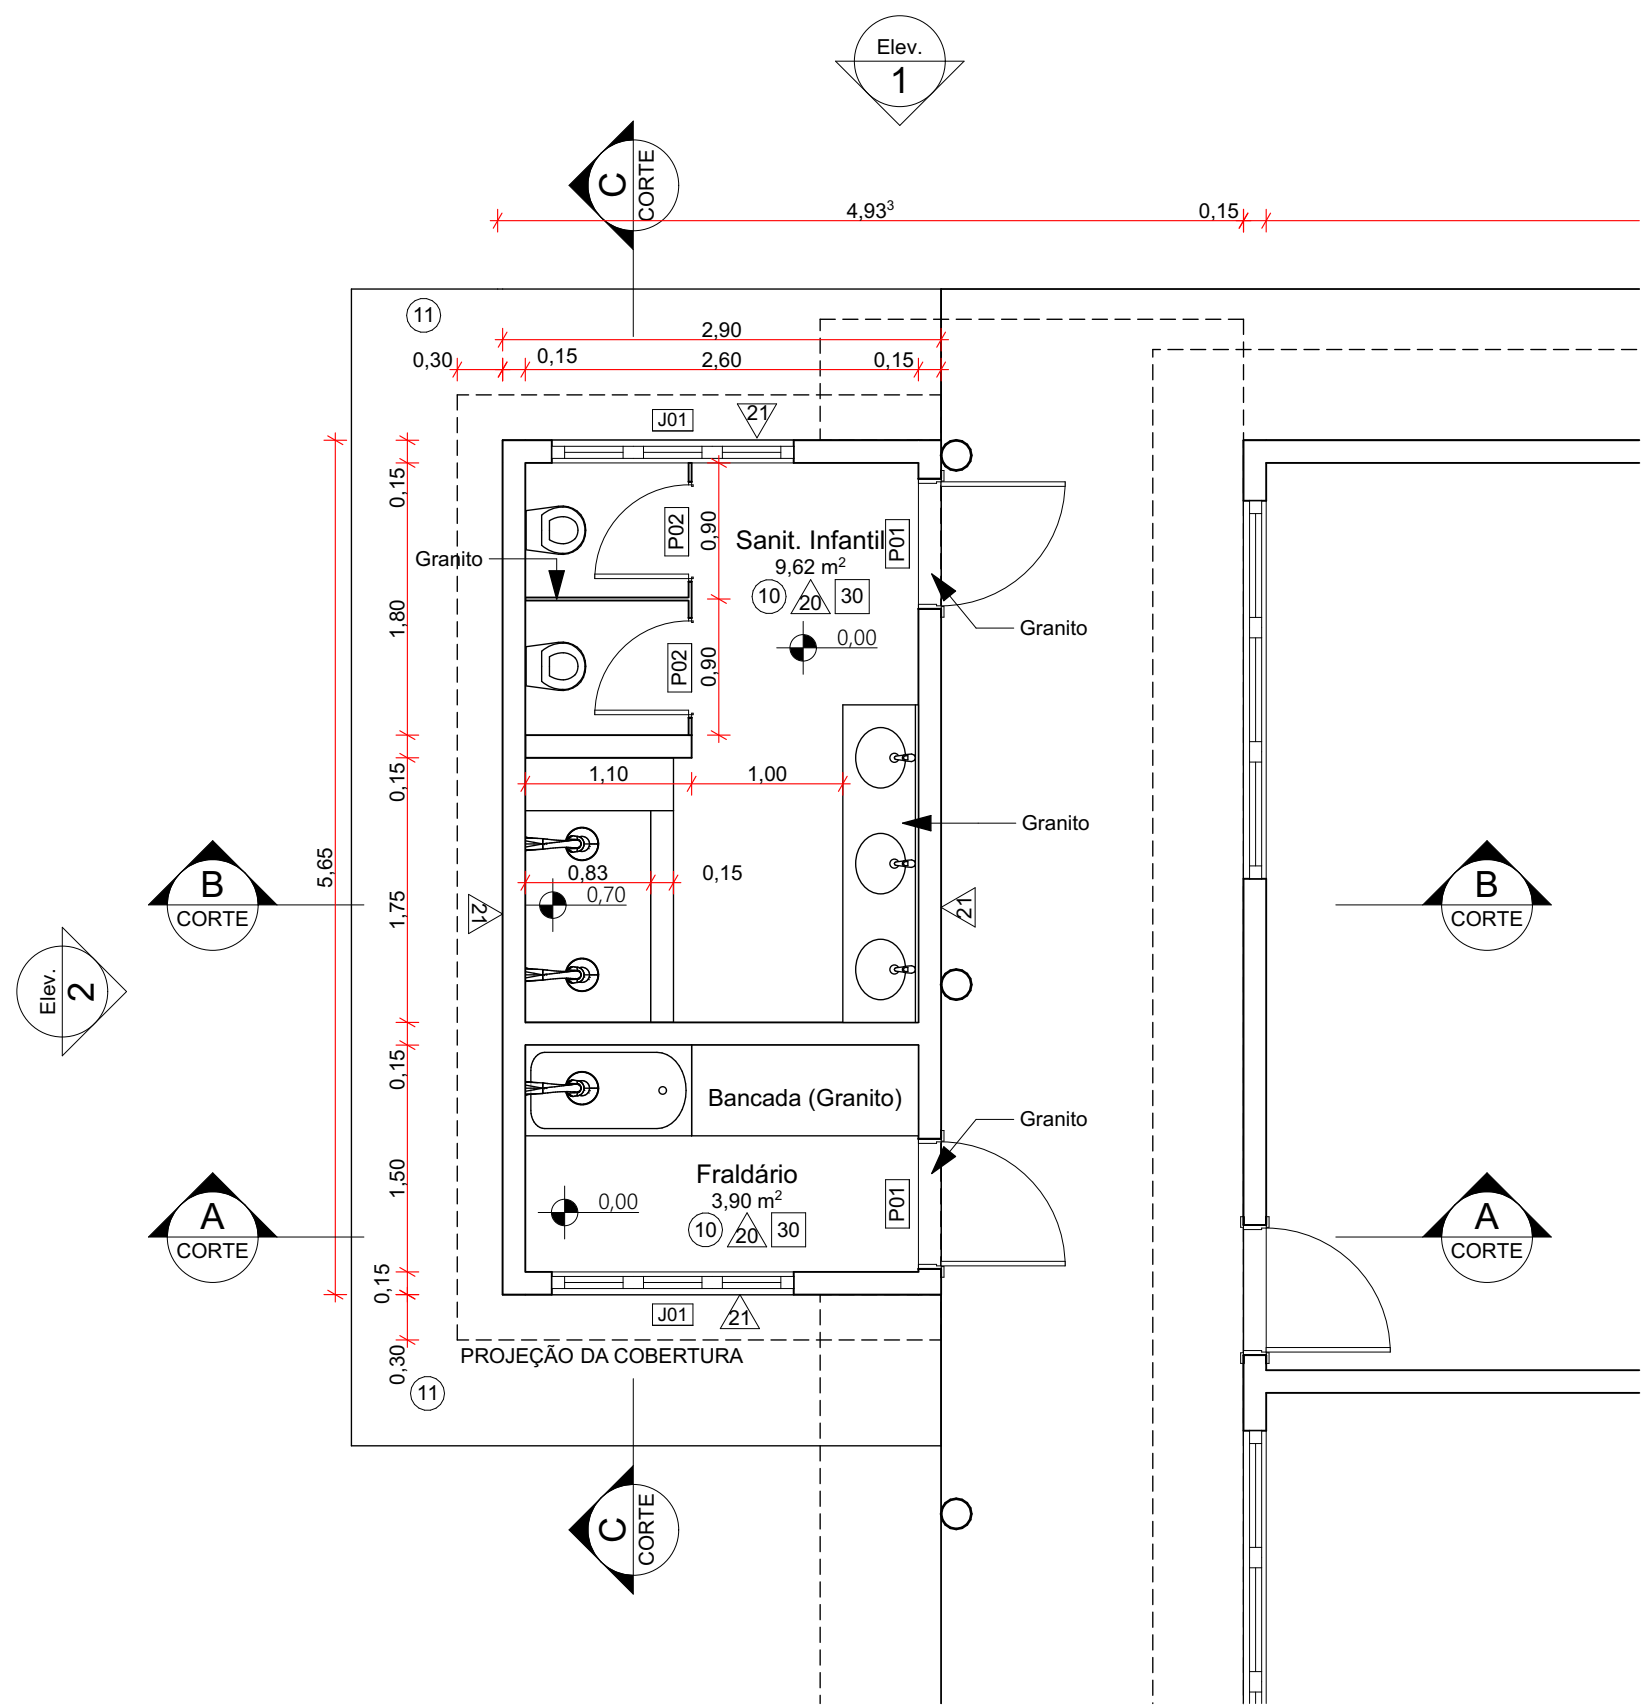 Elev.
1
C
CORTE
4,93³
0,15
11
2,90
0,30
0,15
2,60
0,15
J01
21
0,15
P02
0,90
Sanit. Infantil
9,62 m²
10
20
30
0,00
P01
Granito
Granito
1,80
P02
0,90
0,15
1,10
1,00
Granito
5,65
B
CORTE
1,75
0,83
0,15
0,70
21
21
B
CORTE
Elev.
2
0,15
Bancada (Granito)
Granito
1,50
Fraldário
3,90 m²
10
20
30
0,00
P01
A
CORTE
A
CORTE
0,15
J01
21
0,30
PROJEÇÃO DA COBERTURA
11
C
CORTE